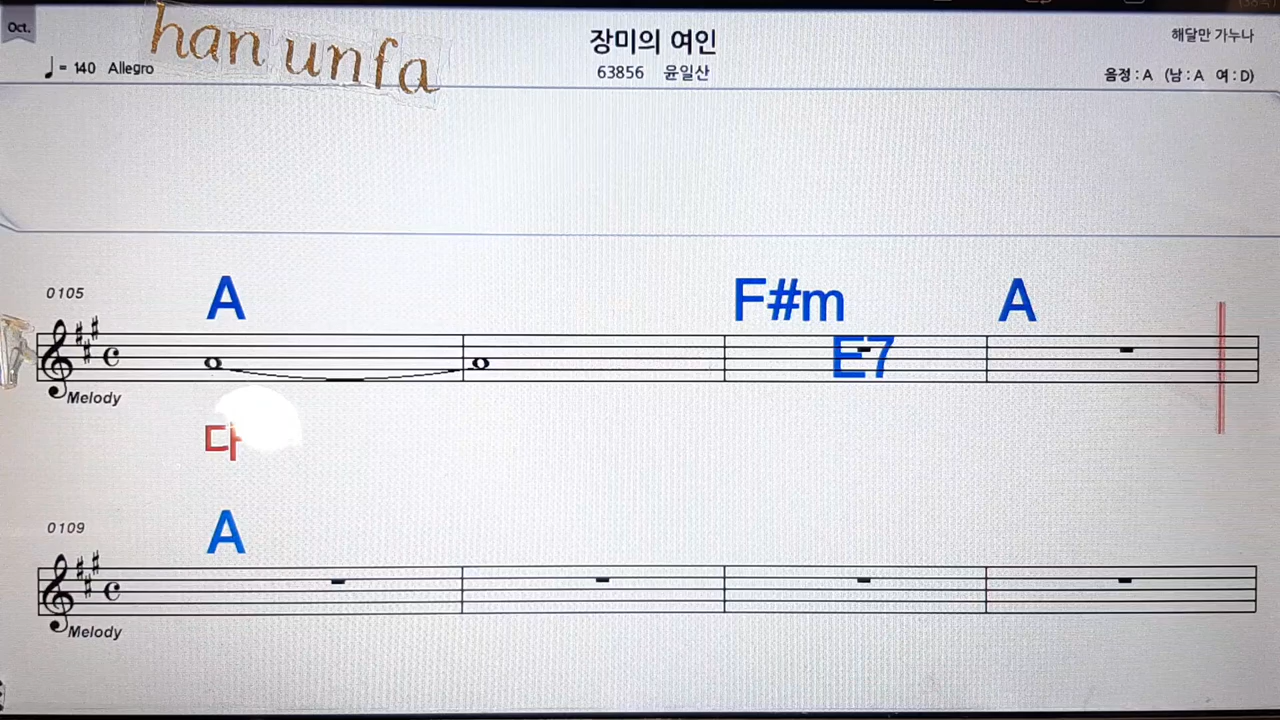 Oct.
han unfa
장미의 여인
해달만 가누나
♩= 140 Allegro
63856 윤일산
음정 : A (남 : A 여 : D)
0105
A
F#m
E7
A
Melody
다
0109
A
Melody